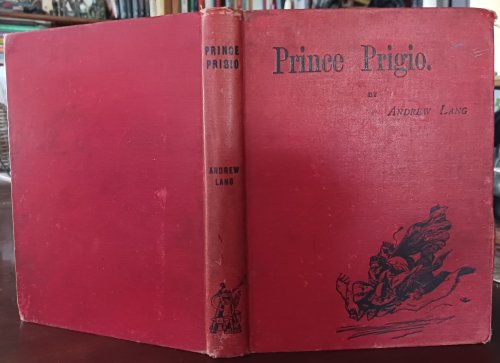 PRINCE
PRIGIO
ANDREW
LANG
Prince Prigio.
BY
ANDREW LANG